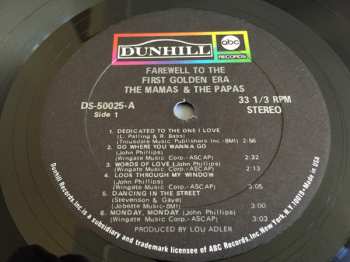 DUNHILL
abc
RECORDS
FAREWELL TO THE
FIRST GOLDEN ERA
THE MAMAS & THE PAPAS
DS-50025-A
Side 1
33 1/3 RPM
STEREO
1. DEDICATED TO THE ONE I LOVE
(L. Pailing & R. Bass)
(Trousdale Music Publishers, Inc.-BMI) 2:56
2. GO WHERE YOU WANNA GO
(John Phillips)
(Wingate Music Corp.-ASCAP) 2:32
3. WORDS OF LOVE (John Phillips)
(Wingate Music Corp.-ASCAP) 2:13
4. LOOK THROUGH MY WINDOW
(John Phillips)
(Wingate Music Corp.-ASCAP) 3:05
5. DANCING IN THE STREET
(Stevenson & Gaye)
(Jobette Music-BMI) 3:00
6. MONDAY, MONDAY (John Phillips)
(Wingate Music Corp.-ASCAP) 3:03
PRODUCED BY LOU ADLER
Dunhill Records, Inc. is a subsidiary and trademark licensee of ABC Records, Inc., New York, N.Y. 10019 • Made in USA